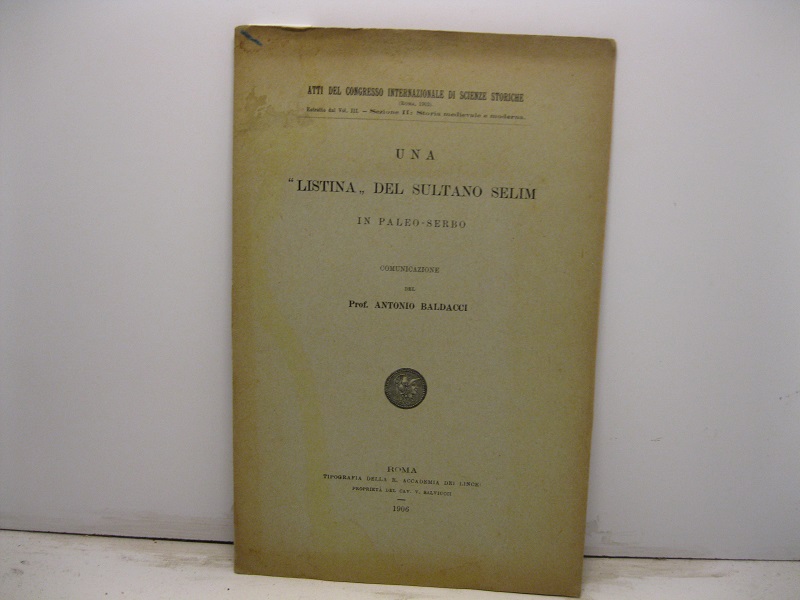 ATTI DEL CONGRESSO INTERNAZIONALE DI SCIENZE STORICHE
(ROMA, 1903)
Estratto dal Vol. III. — Sezione II: Storia medievale e moderna.
UNA
"LISTINA„ DEL SULTANO SELIM
IN PALEO-SERBO
COMUNICAZIONE
DEL
Prof. ANTONIO BALDACCI
ROMA
TIPOGRAFIA DELLA R. ACCADEMIA DEI LINCEI
PROPRIETÀ DEL CAV. V. SALVIUCCI
1906